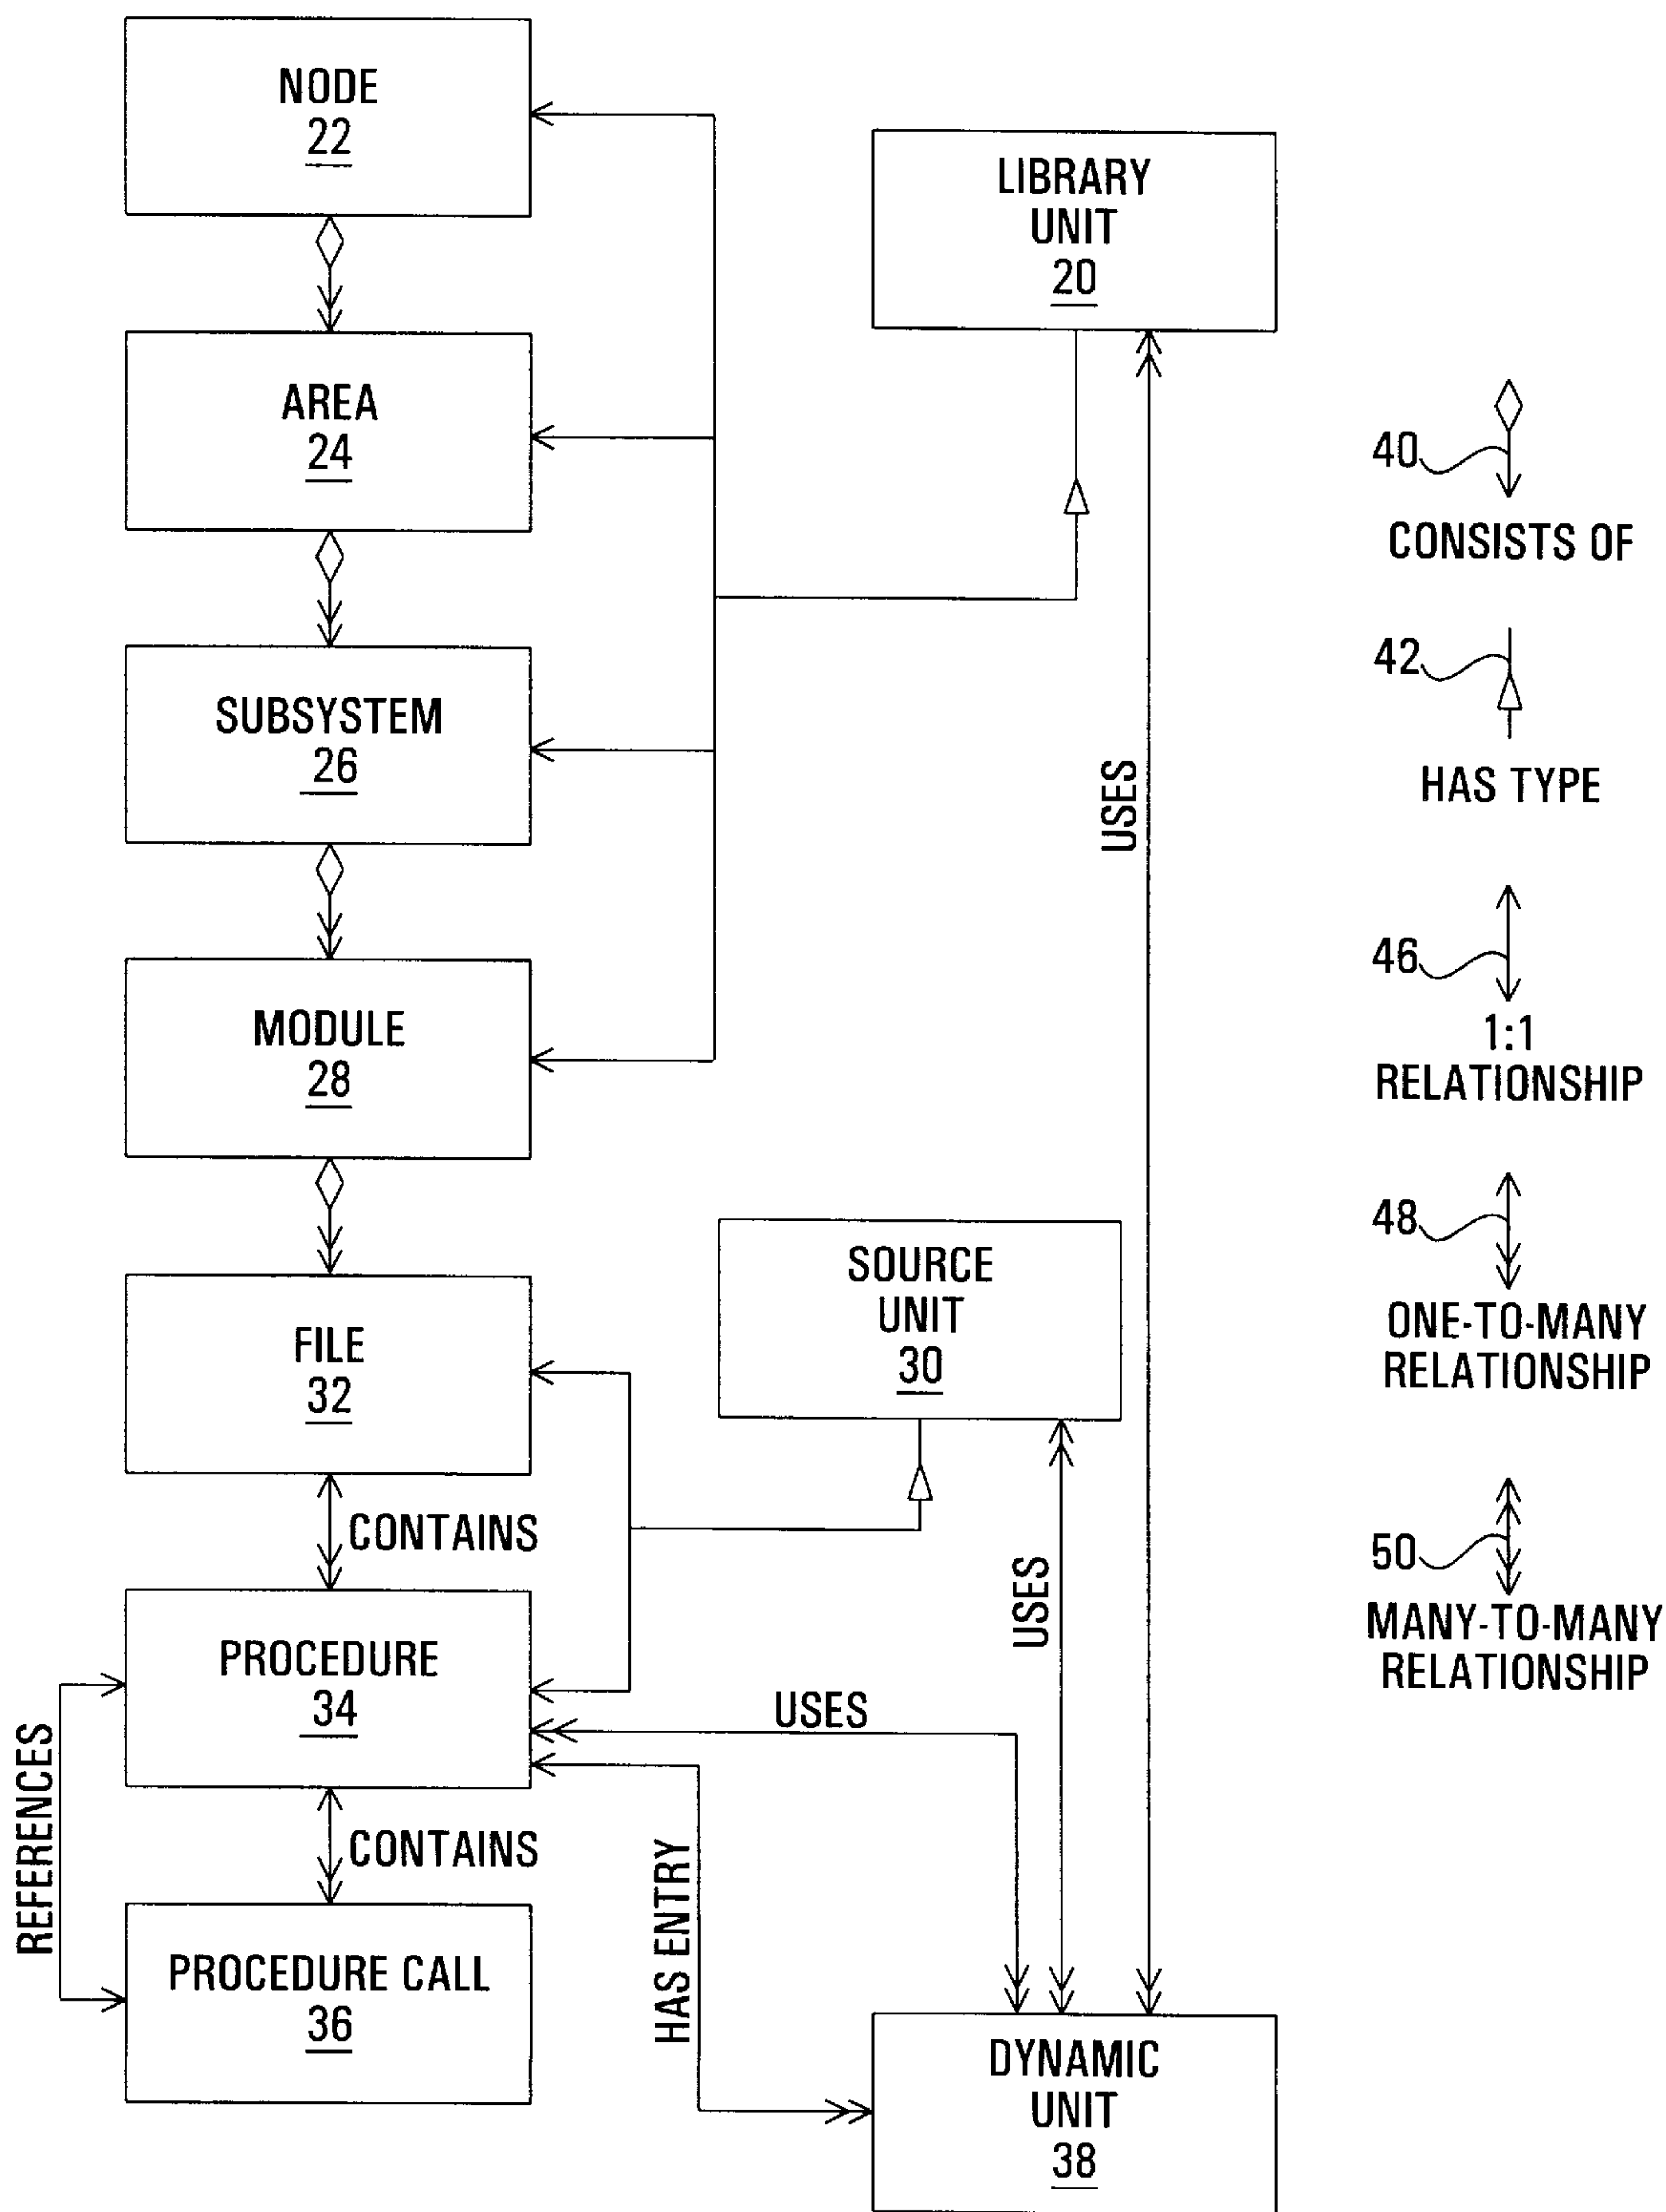 NODE
22
LIBRARY
UNIT
20
AREA
24
SUBSYSTEM
26
MODULE
28
FILE
32
SOURCE
UNIT
30
CONTAINS
PROCEDURE
34
CONTAINS
PROCEDURE CALL
36
REFERENCES
USES
HAS ENTRY
USES
USES
DYNAMIC
UNIT
38
40
CONSISTS OF
42
HAS TYPE
46
1:1
RELATIONSHIP
48
ONE-TO-MANY
RELATIONSHIP
50
MANY-TO-MANY
RELATIONSHIP